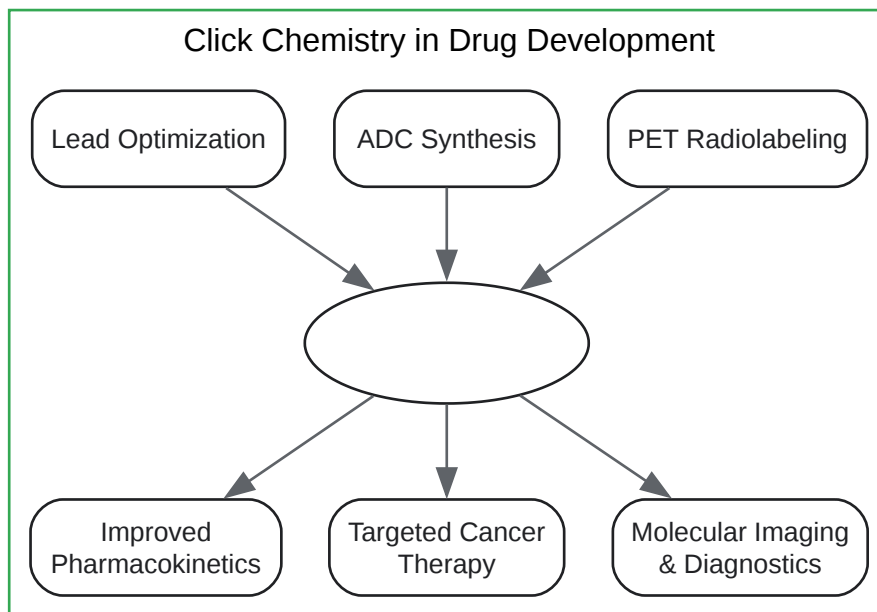 Click Chemistry in Drug Development
Lead Optimization
ADC Synthesis
PET Radiolabeling
Improved
Pharmacokinetics
Targeted Cancer
Therapy
Molecular Imaging
& Diagnostics